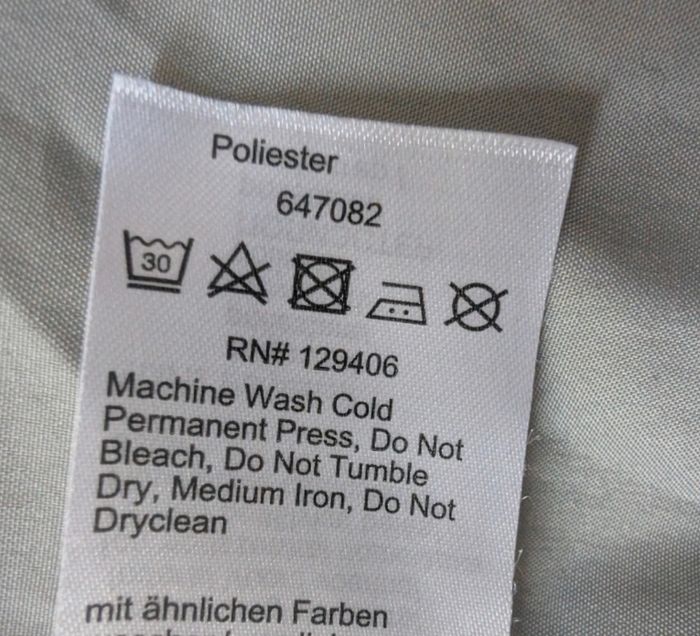 Poliester
647082
30
RN# 129406
Machine Wash Cold
Permanent Press, Do Not
Bleach, Do Not Tumble
Dry, Medium Iron, Do Not
Dryclean
mit ähnlichen Farben